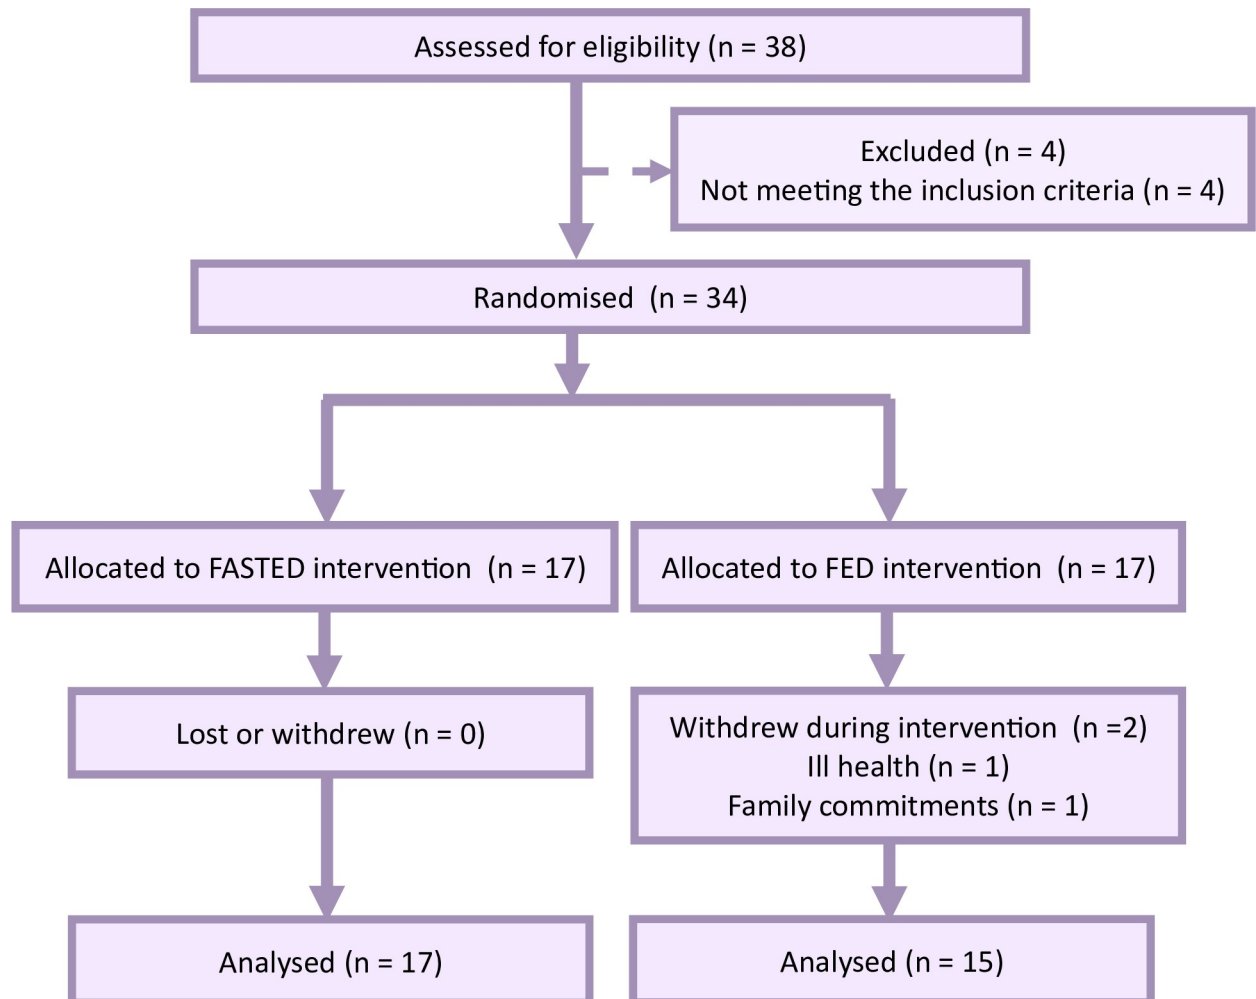 Assessed for eligibility (n = 38)
Excluded (n = 4)
Not meeting the inclusion criteria (n = 4)
Randomised  (n = 34)
Allocated to FASTED intervention  (n = 17)
Allocated to FED intervention  (n = 17)
Lost or withdrew (n = 0)
Withdrew during intervention  (n =2)
Ill health (n = 1)
Family commitments (n = 1)
Analysed (n = 17)
Analysed (n = 15)